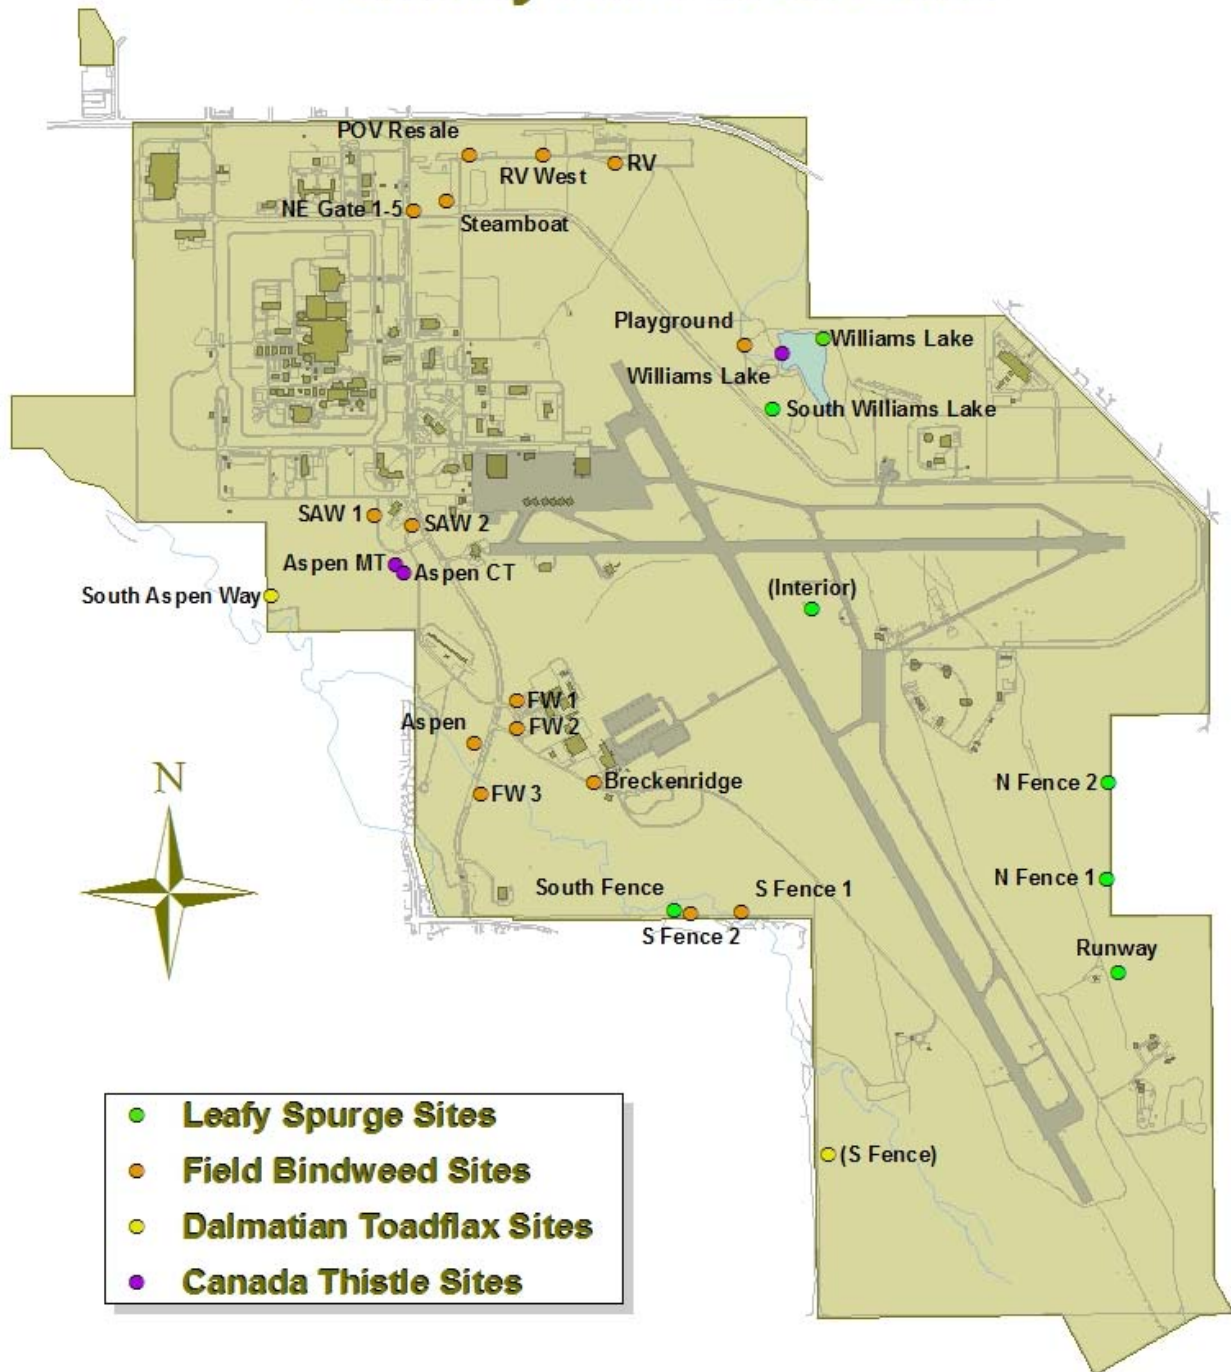 POV Resale
RV West
RV
NE Gate 1-5
Steamboat
Playground
Williams Lake
Williams Lake
South Williams Lake
SAW 1
SAW 2
Aspen MT
Aspen CT
South Aspen Way
(Interior)
FW 1
Aspen
FW 2
Breckenridge
N Fence 2
FW 3
N
South Fence
S Fence 1
N Fence 1
S Fence 2
Runway
(S Fence)
Leafy Spurge Sites
Field Bindweed Sites
Dalmatian Toadflax Sites
Canada Thistle Sites